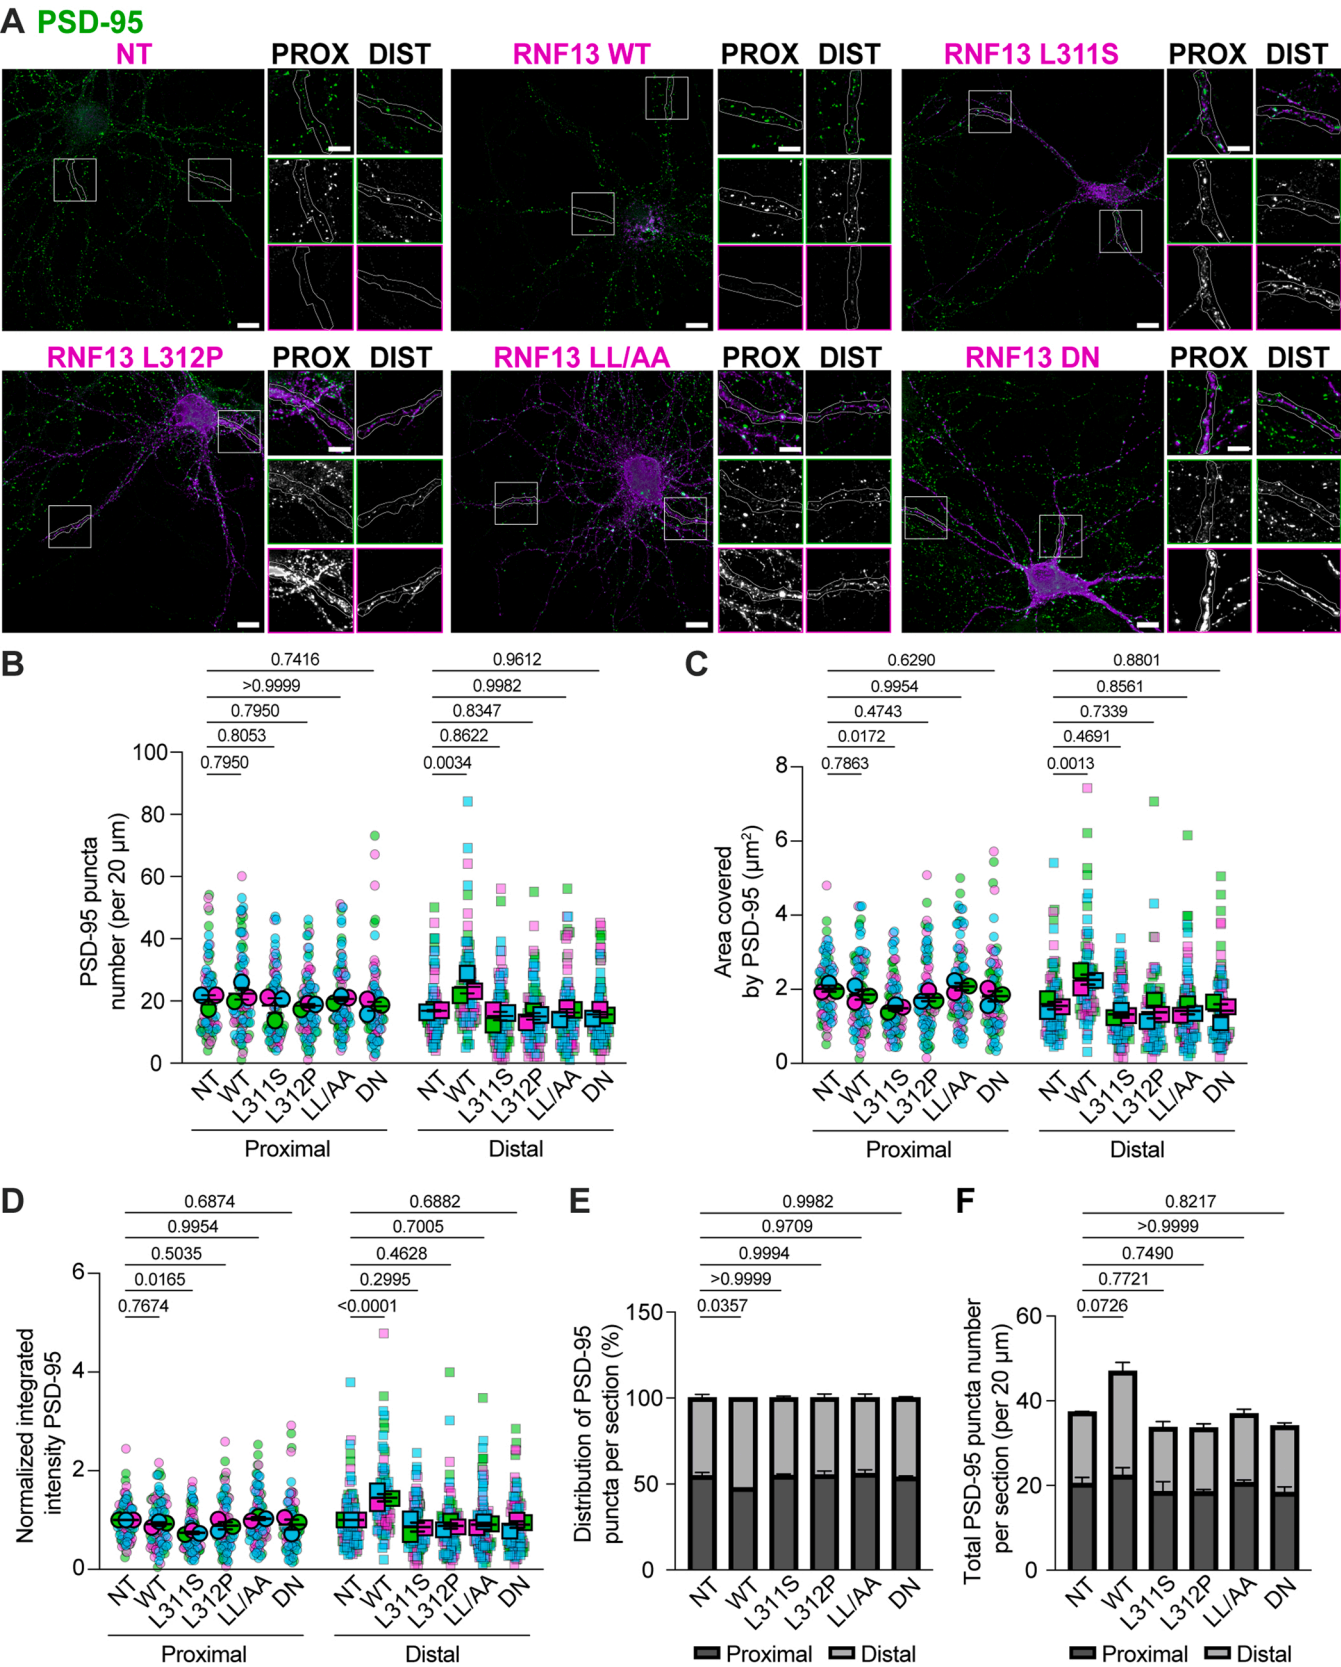 A PSD-95
NT PROX DIST RNF13 WT PROX DIST RNF13 L311S PROX DIST
RNF13 L312P PROX DIST RNF13 LL/AA PROX DIST RNF13 DN PROX DIST
B
0.7416
>0.9999
0.7950
0.8053
0.7950
0.9612
0.9982
0.8347
0.8622
0.0034
PSD-95 puncta
number (per 20 µm)
100
80
60
40
20
0
NT WT L311S L312P LL/AA DN NT WT L311S L312P LL/AA DN
Proximal Distal
C
0.6290
0.9954
0.4743
0.0172
0.7863
0.8801
0.8561
0.7339
0.4691
0.0013
Area covered
by PSD-95 (µm²)
8
6
4
2
0
NT WT L311S L312P LL/AA DN NT WT L311S L312P LL/AA DN
Proximal Distal
D
0.6874
0.9954
0.5035
0.0165
0.7674
0.6882
0.7005
0.4628
0.2995
<0.0001
Normalized integrated
intensity PSD-95
6
4
2
0
NT WT L311S L312P LL/AA DN NT WT L311S L312P LL/AA DN
Proximal Distal
E
0.9982
0.9709
0.9994
>0.9999
0.0357
Distribution of PSD-95
puncta per section (%)
150
100
50
0
NT WT L311S L312P LL/AA DN
Proximal Distal
F
0.8217
>0.9999
0.7490
0.7721
0.0726
Total PSD-95 puncta number
per section (per 20 µm)
60
40
20
0
NT WT L311S L312P LL/AA DN
Proximal Distal